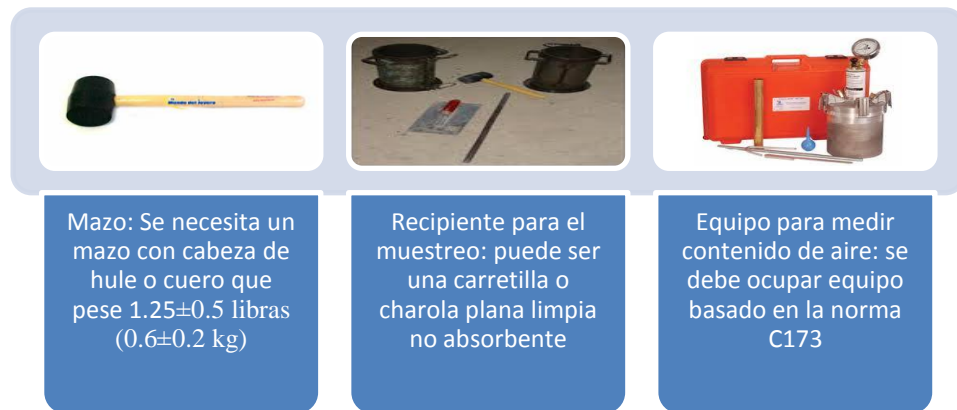 Mazo: Se necesita un
mazo con cabeza de
hule o cuero que
pese 1.25±0.5 libras
(0.6±0.2 kg)
Recipiente para el
muestreo: puede ser
una carretilla o
charola plana limpia
no absorbente
Equipo para medir
contenido de aire: se
debe ocupar equipo
basado en la norma
C173